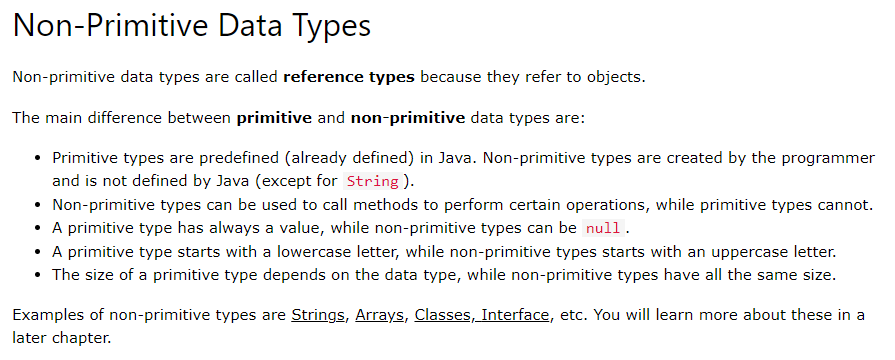 Non-Primitive Data Types
Non-primitive data types are called reference types because they refer to objects.
The main difference between primitive and non-primitive data types are:
• Primitive types are predefined (already defined) in Java. Non-primitive types are created by the programmer
and is not defined by Java (except for String ).
• Non-primitive types can be used to call methods to perform certain operations, while primitive types cannot.
• A primitive type has always a value, while non-primitive types can be null .
• A primitive type starts with a lowercase letter, while non-primitive types starts with an uppercase letter.
• The size of a primitive type depends on the data type, while non-primitive types have all the same size.
Examples of non-primitive types are Strings, Arrays, Classes, Interface, etc. You will learn more about these in a
later chapter.